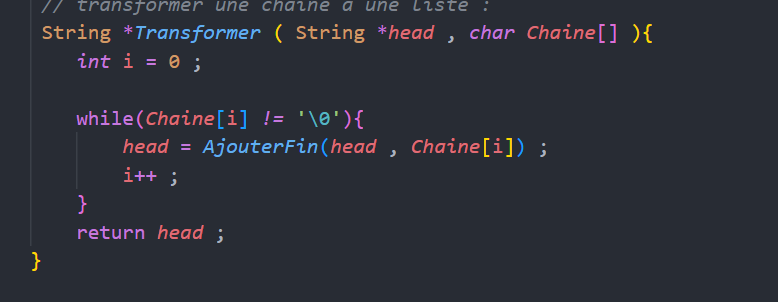 // transformer une chaine a une liste :
String *Transformer ( String *head , char Chaine[] ){
int i = 0 ;
while(Chaine[i] != '\0'){
head = AjouterFin(head , Chaine[i]) ;
i++ ;
}
return head ;
}